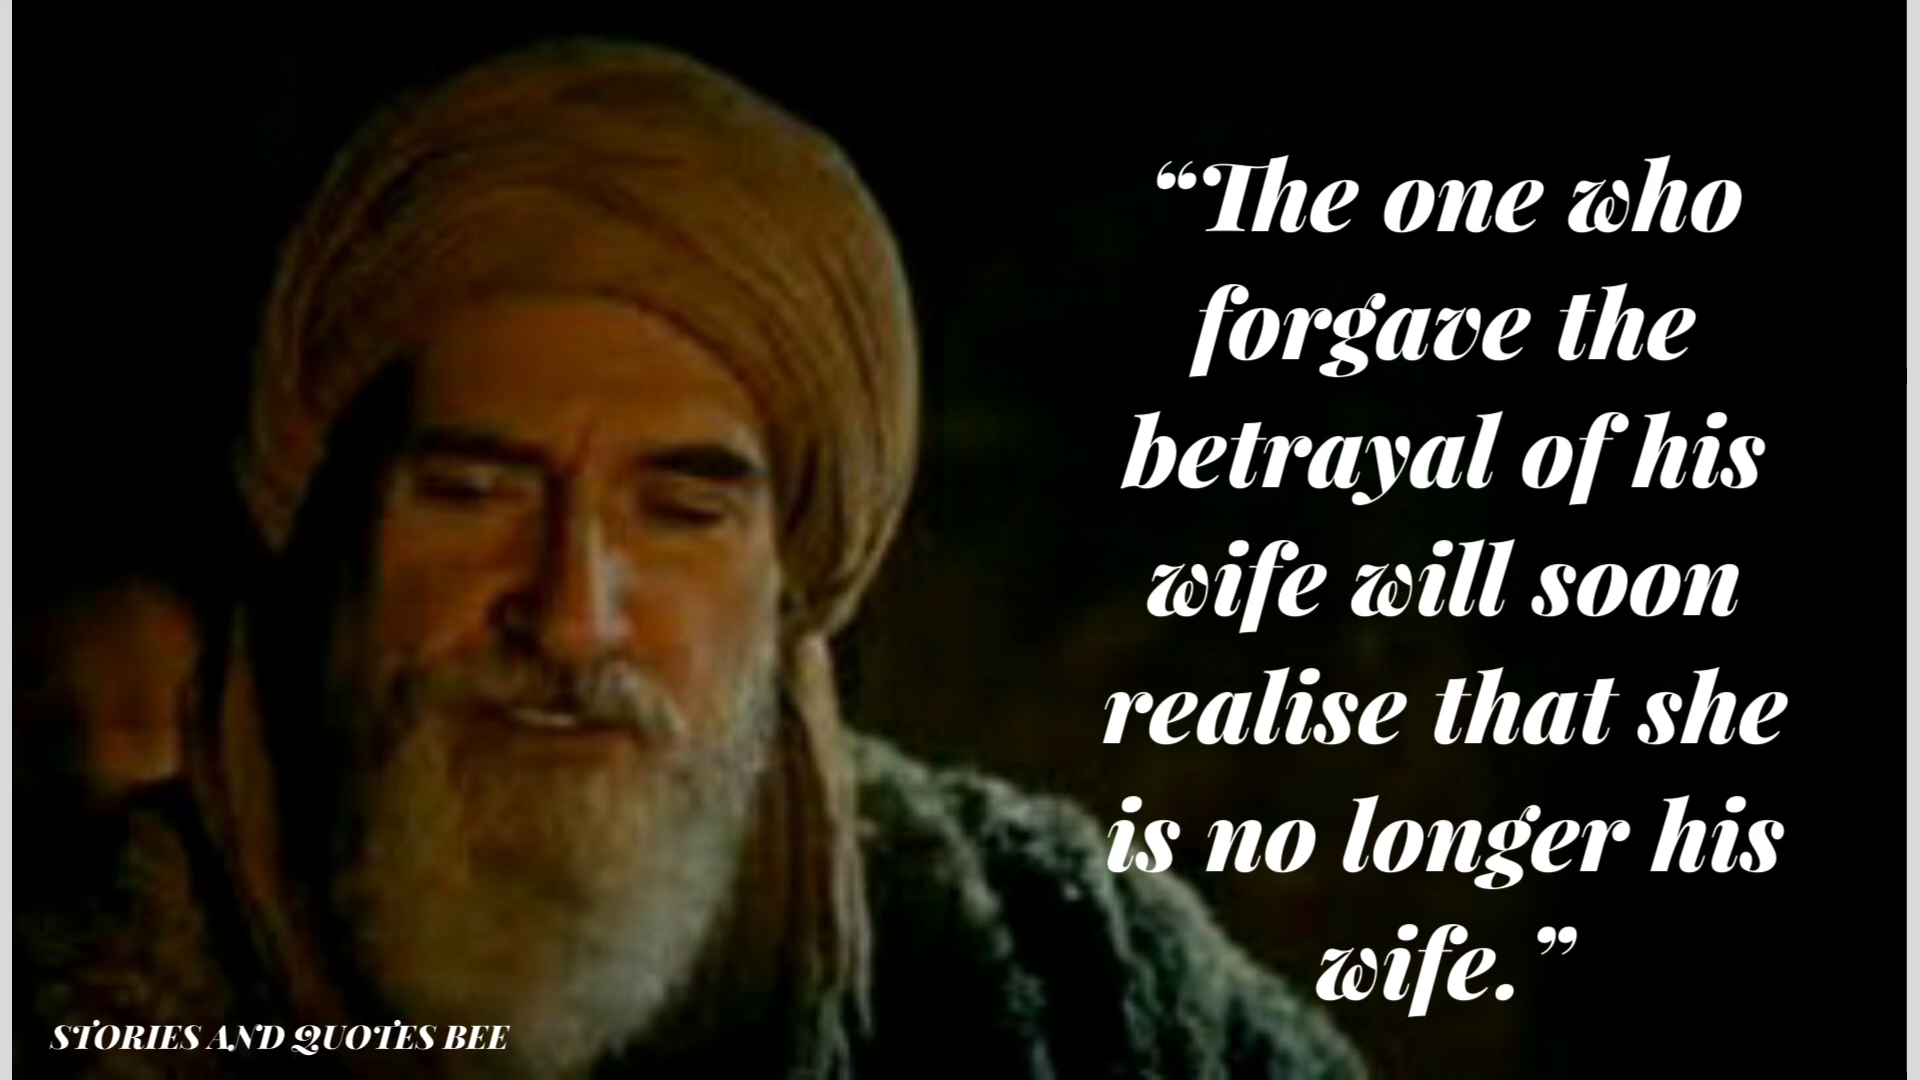 “The one who
forgave the
betrayal of his
wife will soon
realise that she
is no longer his
wife.”
STORIES AND QUOTES BEE